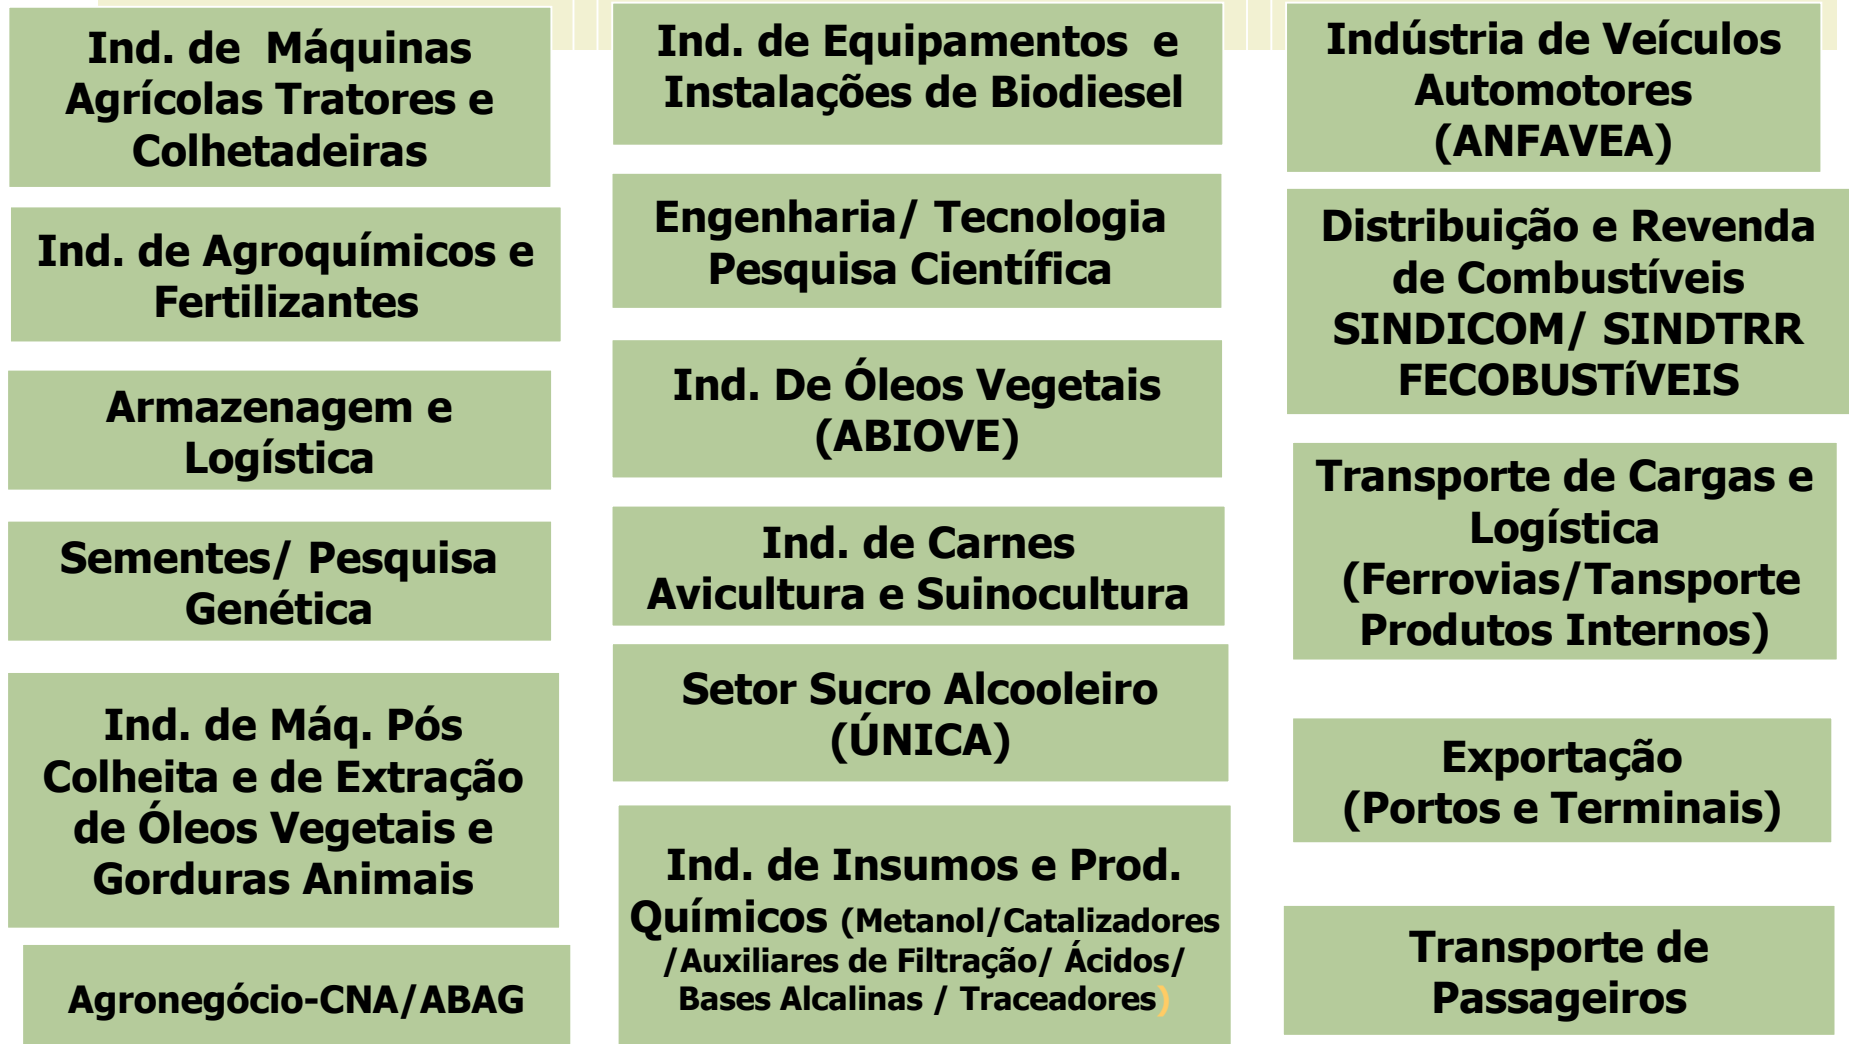 Ind. de Máquinas
Agrícolas Tratores e
Colhetadeiras
Ind. de Agroquímicos e
Fertilizantes
Armazenagem e
Logística
Sementes/ Pesquisa
Genética
Ind. de Máq. Pós
Colheita e de Extração
de Óleos Vegetais e
Gorduras Animais
Agronegócio-CNA/ABAG
Ind. de Equipamentos e
Instalações de Biodiesel
Engenharia/ Tecnologia
Pesquisa Científica
Ind. De Óleos Vegetais
(ABIOVE)
Ind. de Carnes
Avicultura e Suinocultura
Setor Sucro Alcooleiro
(ÚNICA)
Ind. de Insumos e Prod.
Químicos (Metanol/Catalizadores
/Auxiliares de Filtração/ Ácidos/
Bases Alcalinas / Traceadores)
Indústria de Veículos
Automotores
(ANFAVEA)
Distribuição e Revenda
de Combustíveis
SINDICOM/ SINDTRR
FECOBUSTíVEIS
Transporte de Cargas e
Logística
(Ferrovias/Tansporte
Produtos Internos)
Exportação
(Portos e Terminais)
Transporte de
Passageiros